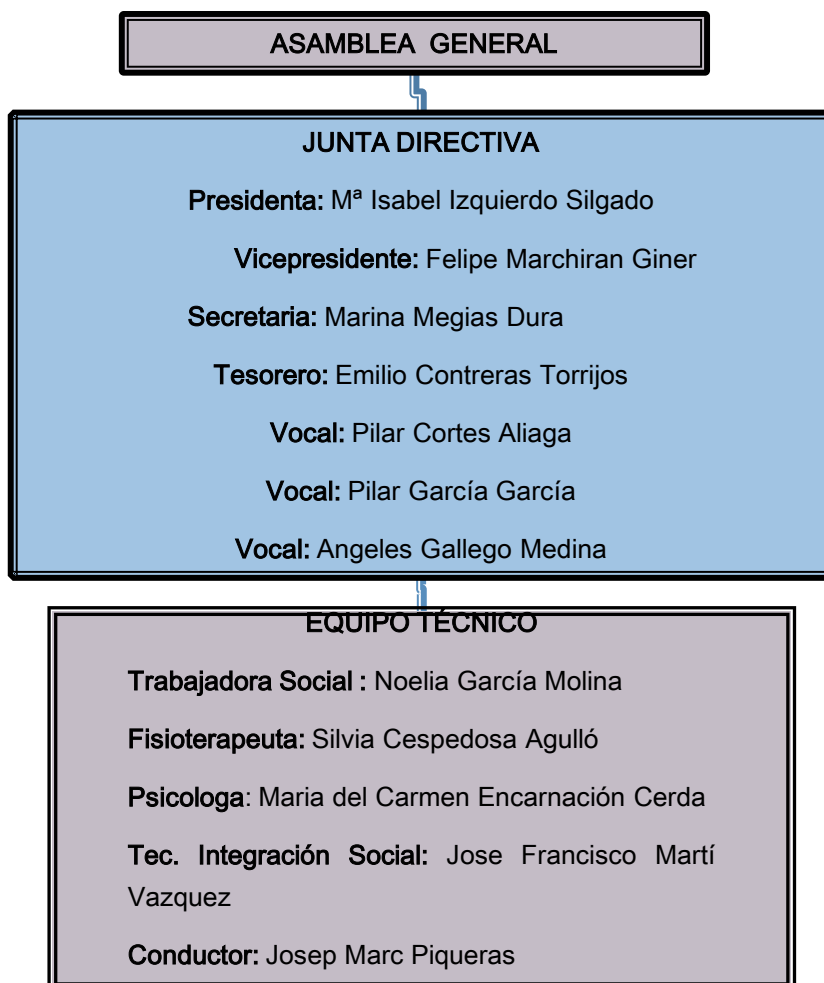 ASAMBLEA GENERAL
JUNTA DIRECTIVA
Presidenta: Mª Isabel Izquierdo Silgado
Vicepresidente: Felipe Marchiran Giner
Secretaria: Marina Megias Dura
Tesorero: Emilio Contreras Torrijos
Vocal: Pilar Cortes Aliaga
Vocal: Pilar García García
Vocal: Angeles Gallego Medina
EQUIPO TÉCNICO
Trabajadora Social : Noelia García Molina
Fisioterapeuta: Silvia Cespedosa Agulló
Psicologa: Maria del Carmen Encarnación Cerda
Tec. Integración Social: Jose Francisco Martí
Vazquez
Conductor: Josep Marc Piqueras